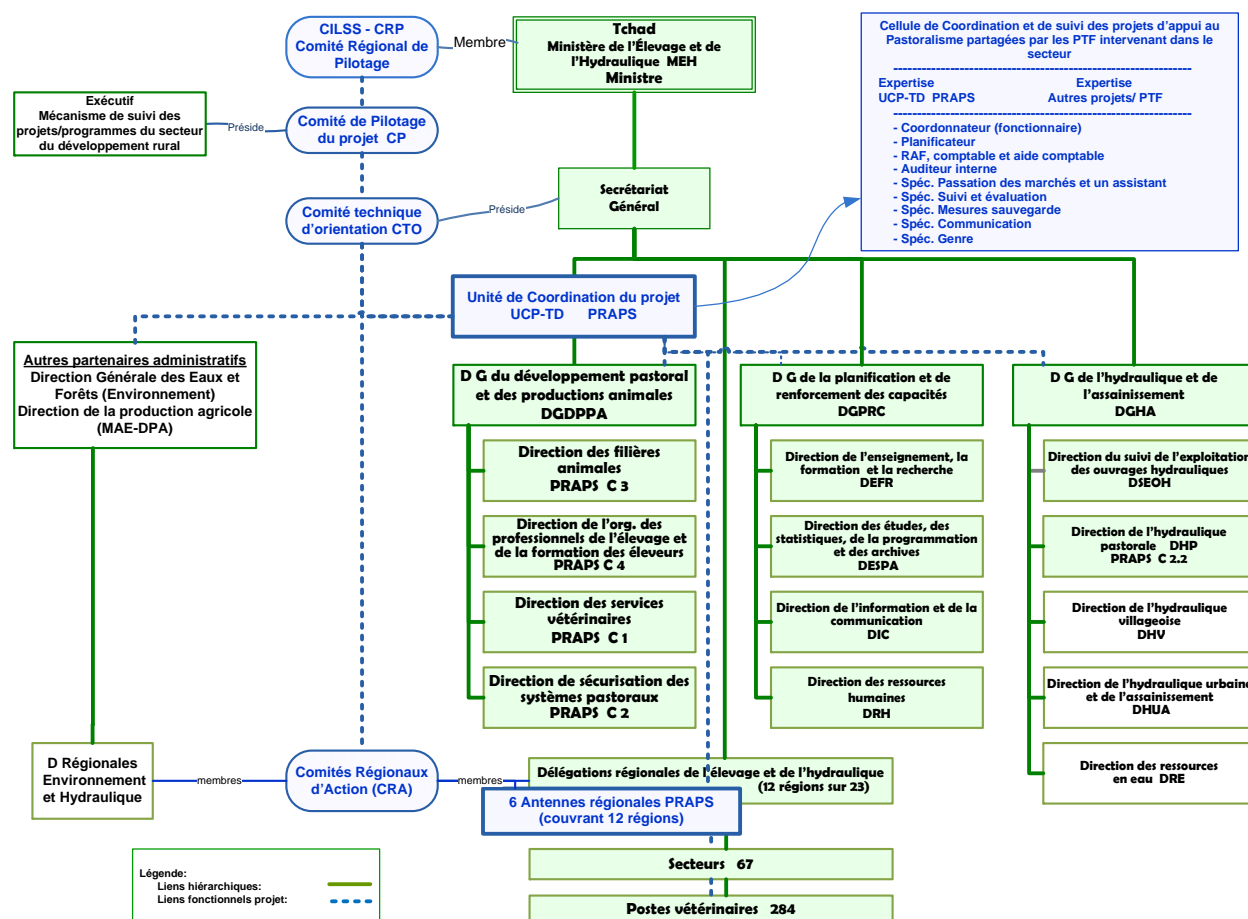 CILSS - CRP
Comité Régional de
Pilotage
Membre
Tchad
Ministère de l'Élevage et de
l'Hydraulique MEH
Ministre
Cellule de Coordination et de suivi des projets d'appui au
Pastoralisme partagées par les PTF intervenant dans le
secteur
----------------------------------------------------------------
Expertise Expertise
UCP-TD PRAPS Autres projets/ PTF
----------------------------------------------------------------
- Coordonnateur (fonctionnaire)
- Planificateur
- RAF, comptable et aide comptable
- Auditeur interne
- Spéc. Passation des marchés et un assistant
- Spéc. Suivi et évaluation
- Spéc. Mesures sauvegarde
- Spéc. Communication
- Spéc. Genre
Exécutif
Mécanisme de suivi des
projets/programmes du secteur
du développement rural
Préside
Comité de Pilotage
du projet CP
Comité technique
d'orientation CTO
Préside
Secrétariat
Général
Unité de Coordination du projet
UCP-TD PRAPS
Autres partenaires administratifs
Direction Générale des Eaux et
Forêts (Environnement)
Direction de la production agricole
(MAE-DPA)
D G du développement pastoral
et des productions animales
DGDPPA
D G de la planification et de
renforcement des capacités
DGPRC
D G de l'hydraulique et de
l'assainissement
DGHA
Direction des filières
animales
PRAPS C 3
Direction de l'org. des
professionnels de l'élevage et
de la formation des éleveurs
PRAPS C 4
Direction des services
vétérinaires
PRAPS C 1
Direction de sécurisation des
systèmes pastoraux
PRAPS C 2
Direction de l'enseignement, la
formation et la recherche
DEFR
Direction des études, des
statistiques, de la programmation
et des archives
DESPA
Direction de l'information et de la
communication
DIC
Direction des ressources
humaines
DRH
Direction du suivi de l'exploitation
des ouvrages hydrauliques
DSEOH
Direction de l'hydraulique
pastorale DHP
PRAPS C 2.2
Direction de l'hydraulique
villageoise
DHV
Direction de l'hydraulique urbaine
et de l'assainissement
DHUA
Direction des ressources
en eau DRE
D Régionales
Environnement
et Hydraulique
membres
Comités Régionaux
d'Action (CRA)
membres
Délégations régionales de l'élevage et de l'hydraulique
(12 régions sur 23)
6 Antennes régionales PRAPS
(couvrant 12 régions)
Secteurs 67
Postes vétérinaires 284
Légende:
Liens hiérarchiques:
Liens fonctionnels projet: